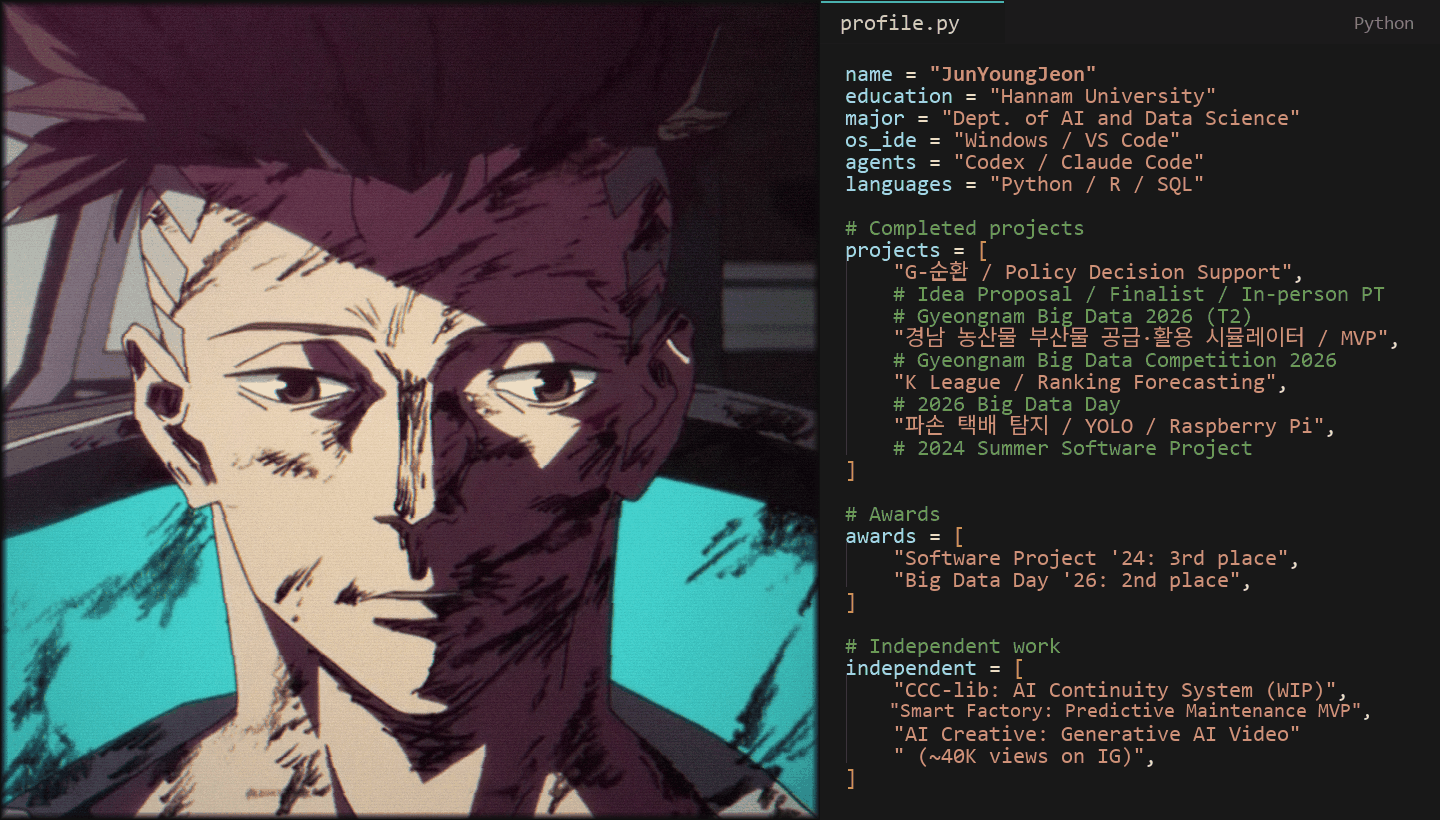 profile.py
Python
name = "JunYoungJeon"
education = "Hannam University"
major = "Dept. of AI and Data Science"
os_ide = "Windows / VS Code"
agents = "Codex / Claude Code"
languages = "Python / R / SQL"
# Completed projects
projects = [
"G-순환 / Policy Decision Support",
# Idea Proposal / Finalist / In-person PT
# Gyeongnam Big Data 2026 (T2)
"경남 농산물 부산물 공급·활용 시뮬레이터 / MVP",
# Gyeongnam Big Data Competition 2026
"K League / Ranking Forecasting",
# 2026 Big Data Day
"파손 택배 탐지 / YOLO / Raspberry Pi",
# 2024 Summer Software Project
]
# Awards
awards = [
"Software Project '24: 3rd place",
"Big Data Day '26: 2nd place",
]
# Independent work
independent = [
"CCC-lib: AI Continuity System (WIP)",
"Smart Factory: Predictive Maintenance MVP",
"AI Creative: Generative AI Video"
" (~40K views on IG)",
]